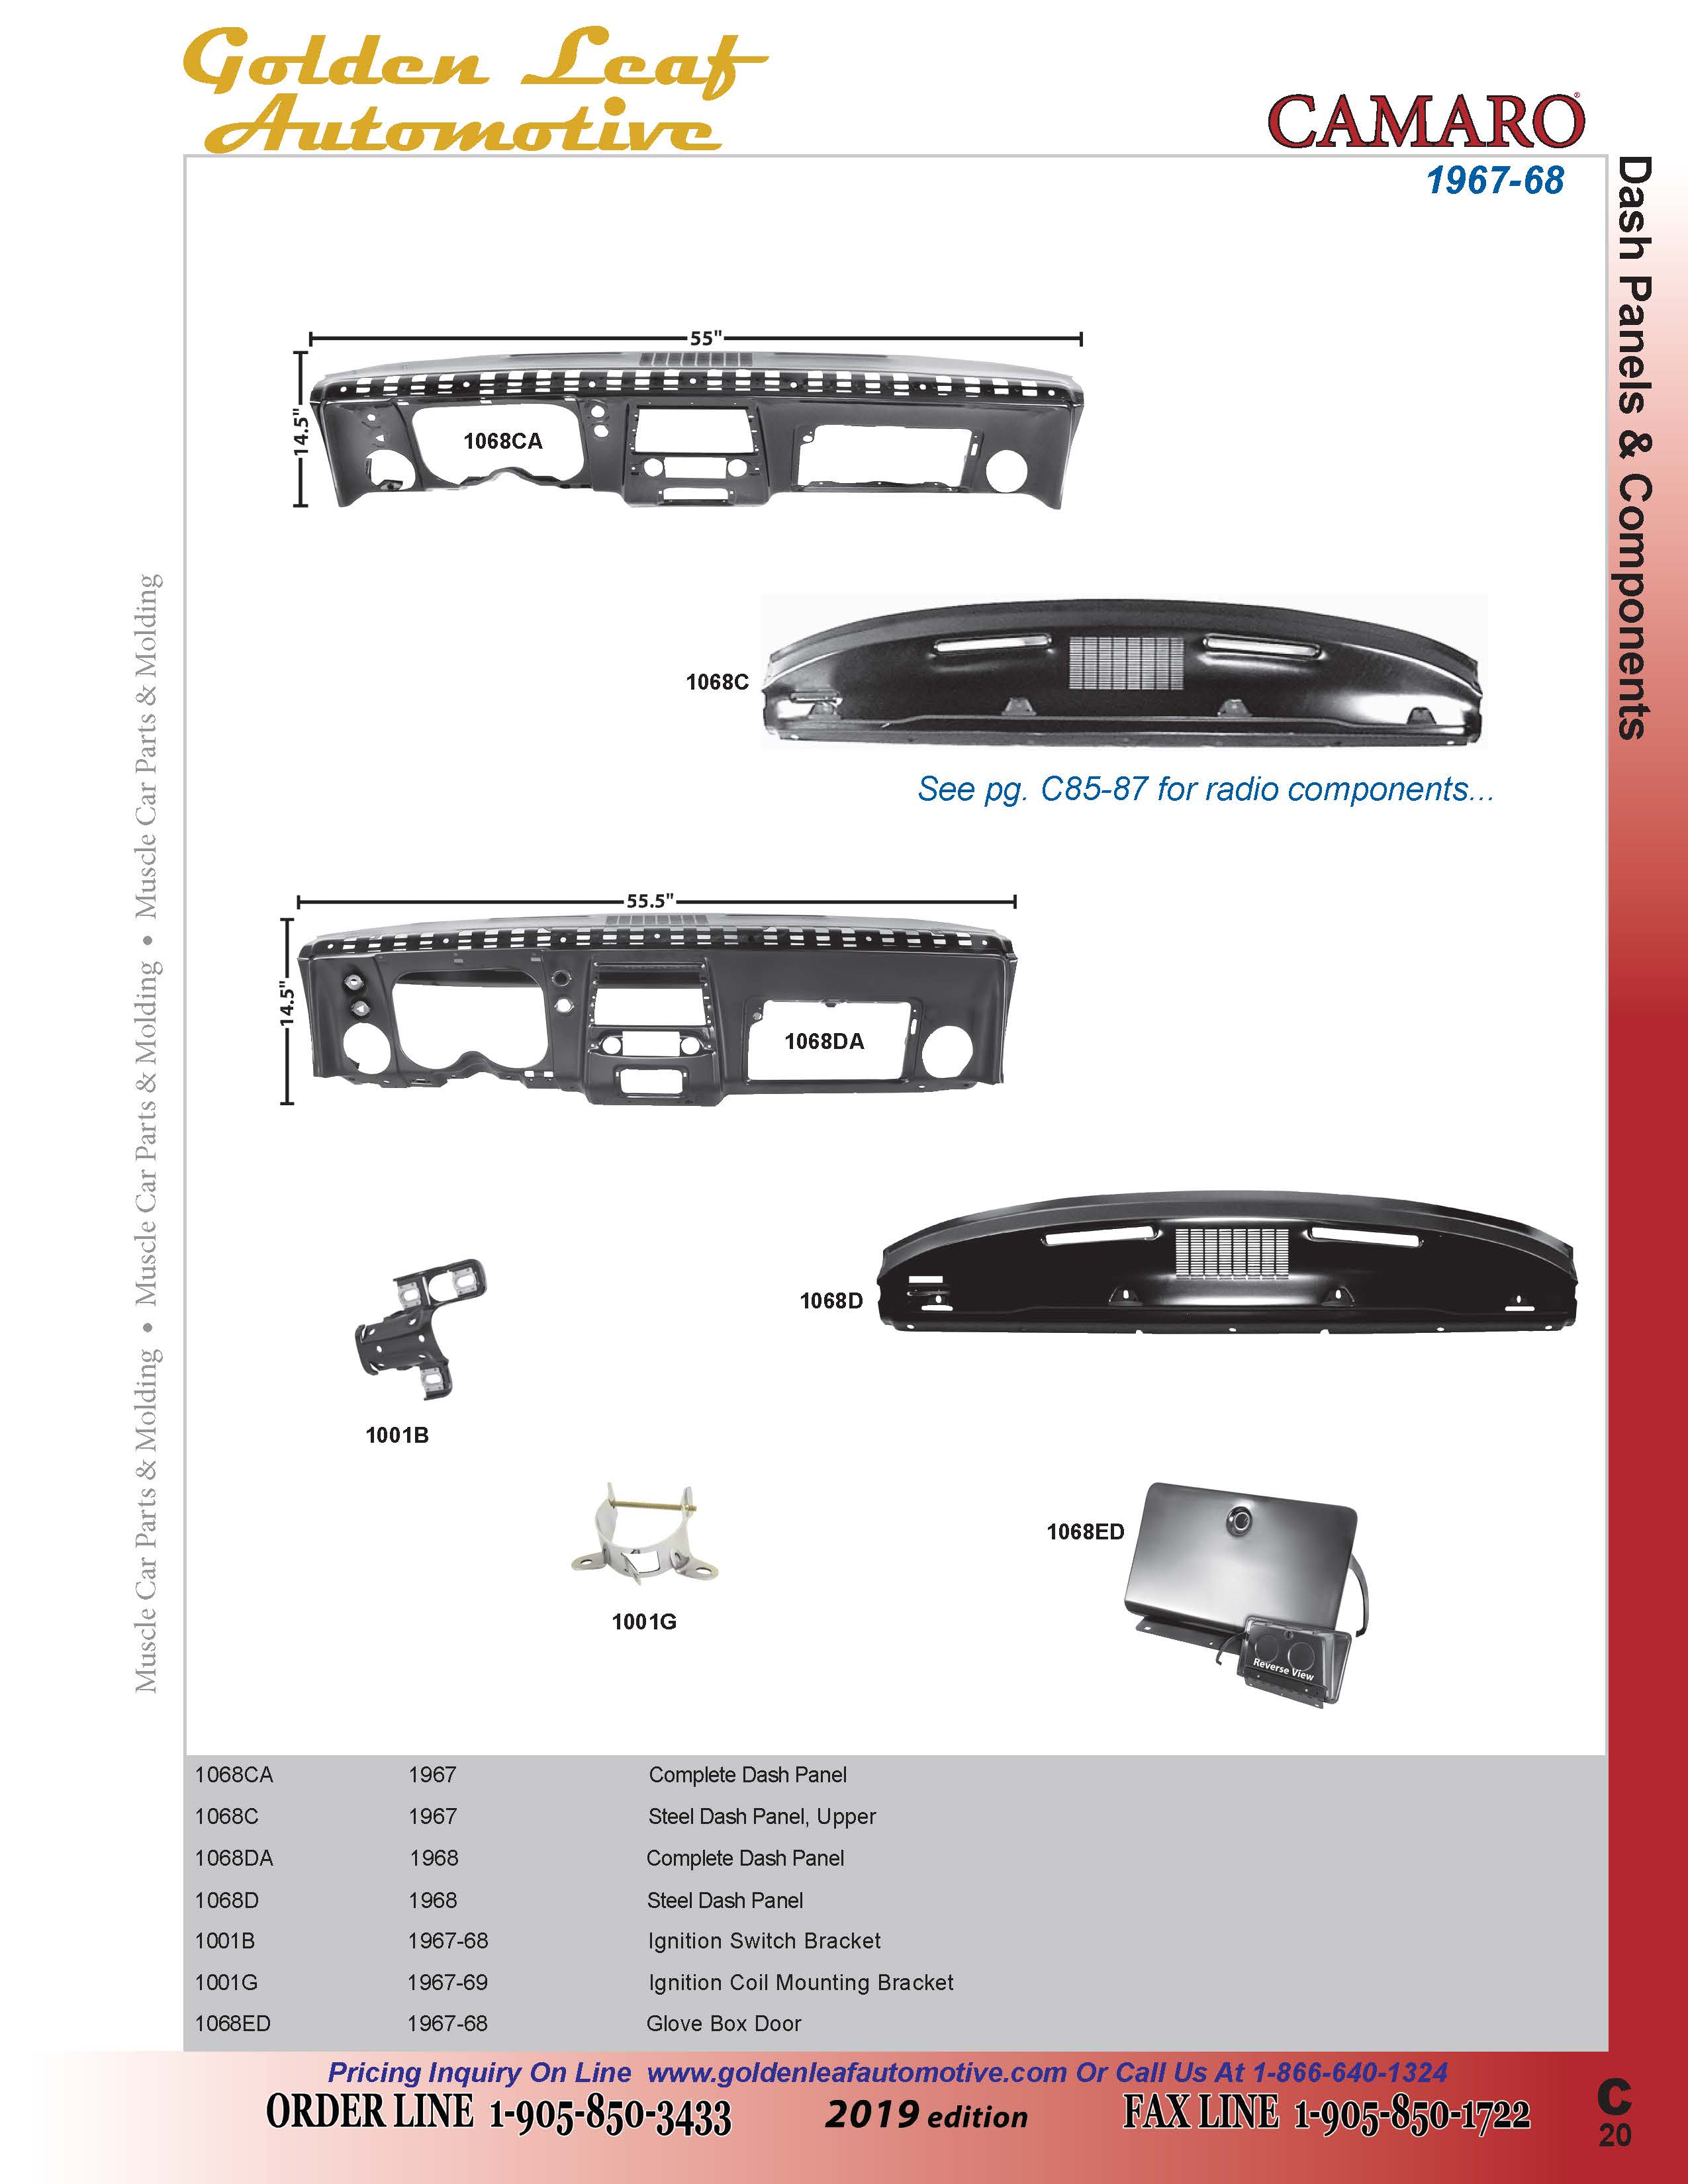 Golden Leaf
Automotive
CAMARO®
1967-68
Dash Panels & Components
Muscle Car Parts & Molding • Muscle Car Parts & Molding • Muscle Car Parts & Molding
55"
14.5"
1068CA
1068C
See pg. C85-87 for radio components...
55.5"
14.5"
1068DA
1068D
1001B
1001G
1068ED
Reverse View
1068CA 1967 Complete Dash Panel
1068C 1967 Steel Dash Panel, Upper
1068DA 1968 Complete Dash Panel
1068D 1968 Steel Dash Panel
1001B 1967-68 Ignition Switch Bracket
1001G 1967-69 Ignition Coil Mounting Bracket
1068ED 1967-68 Glove Box Door
Pricing Inquiry On Line www.goldenleafautomotive.com Or Call Us At 1-866-640-1324
ORDER LINE 1-905-850-3433 2019 edition FAX LINE 1-905-850-1722
C
20